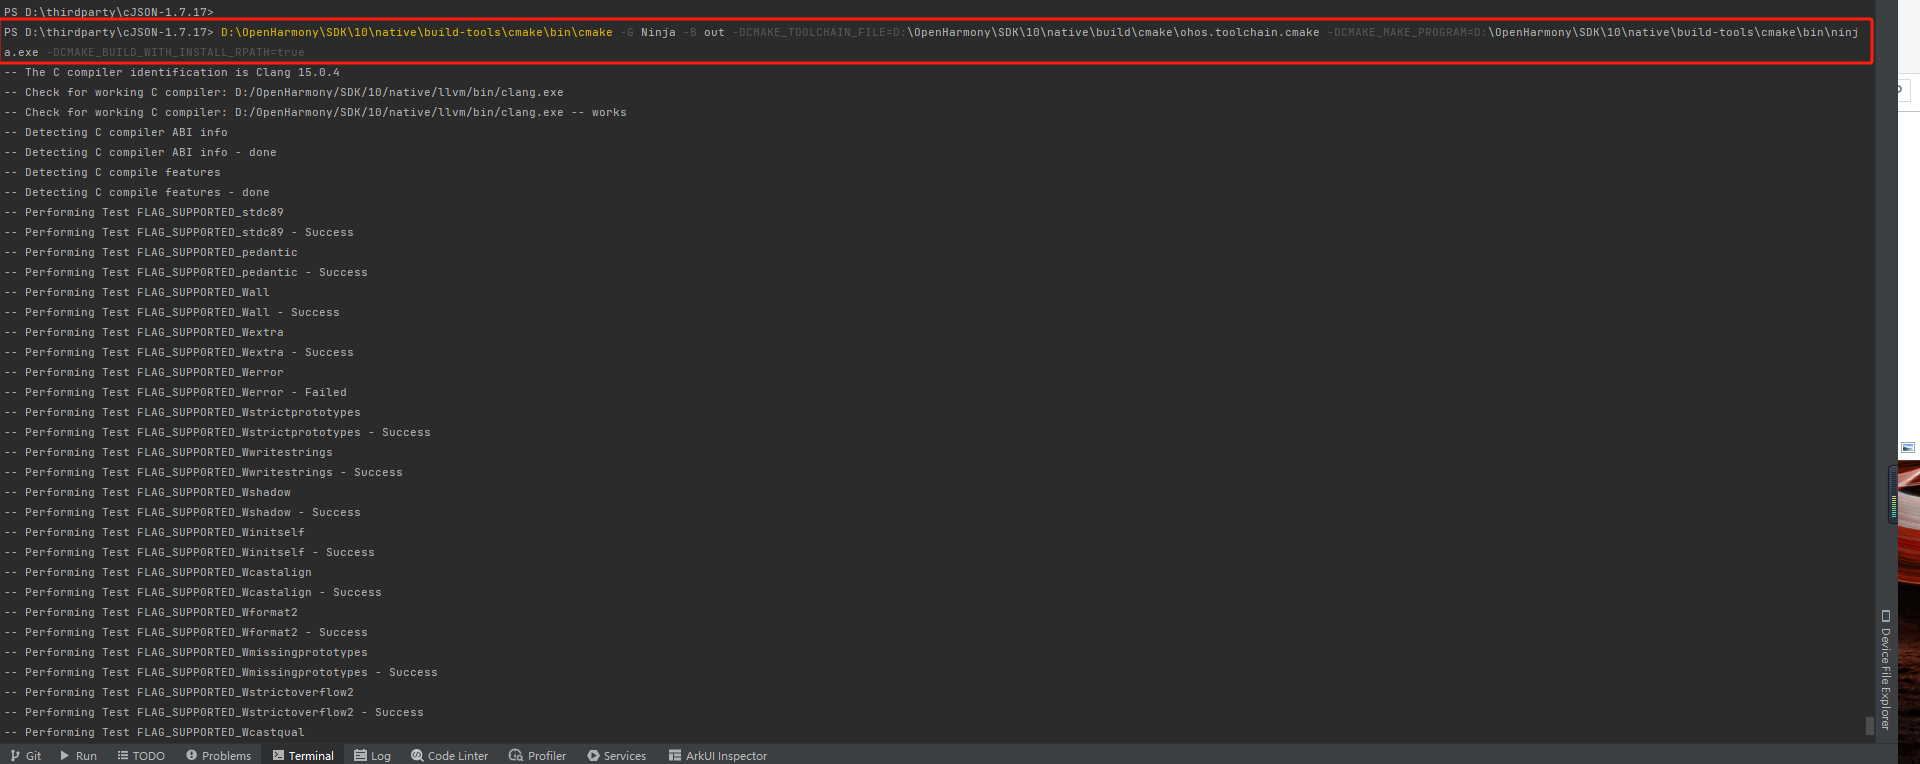 PS D:\thirdparty\cJSON-1.7.17>
PS D:\thirdparty\cJSON-1.7.17> D:\OpenHarmony\SDK\10\native\build-tools\cmake\bin\cmake -G Ninja -B out -DCMAKE_TOOLCHAIN_FILE=D:\OpenHarmony\SDK\10\native\build\cmake\ohos.toolchain.cmake -DCMAKE_MAKE_PROGRAM=D:\OpenHarmony\SDK\10\native\build-tools\cmake\bin\ninj
a.exe -DCMAKE_BUILD_WITH_INSTALL_RPATH=true
-- The C compiler identification is Clang 15.0.4
-- Check for working C compiler: D:/OpenHarmony/SDK/10/native/llvm/bin/clang.exe
-- Check for working C compiler: D:/OpenHarmony/SDK/10/native/llvm/bin/clang.exe -- works
-- Detecting C compiler ABI info
-- Detecting C compiler ABI info - done
-- Detecting C compile features
-- Detecting C compile features - done
-- Performing Test FLAG_SUPPORTED_stdc89
-- Performing Test FLAG_SUPPORTED_stdc89 - Success
-- Performing Test FLAG_SUPPORTED_pedantic
-- Performing Test FLAG_SUPPORTED_pedantic - Success
-- Performing Test FLAG_SUPPORTED_Wall
-- Performing Test FLAG_SUPPORTED_Wall - Success
-- Performing Test FLAG_SUPPORTED_Wextra
-- Performing Test FLAG_SUPPORTED_Wextra - Success
-- Performing Test FLAG_SUPPORTED_Werror
-- Performing Test FLAG_SUPPORTED_Werror - Failed
-- Performing Test FLAG_SUPPORTED_Wstrictprototypes
-- Performing Test FLAG_SUPPORTED_Wstrictprototypes - Success
-- Performing Test FLAG_SUPPORTED_Wwritestrings
-- Performing Test FLAG_SUPPORTED_Wwritestrings - Success
-- Performing Test FLAG_SUPPORTED_Wshadow
-- Performing Test FLAG_SUPPORTED_Wshadow - Success
-- Performing Test FLAG_SUPPORTED_Winitself
-- Performing Test FLAG_SUPPORTED_Winitself - Success
-- Performing Test FLAG_SUPPORTED_Wcastalign
-- Performing Test FLAG_SUPPORTED_Wcastalign - Success
-- Performing Test FLAG_SUPPORTED_Wformat2
-- Performing Test FLAG_SUPPORTED_Wformat2 - Success
-- Performing Test FLAG_SUPPORTED_Wmissingprototypes
-- Performing Test FLAG_SUPPORTED_Wmissingprototypes - Success
-- Performing Test FLAG_SUPPORTED_Wstrictoverflow2
-- Performing Test FLAG_SUPPORTED_Wstrictoverflow2 - Success
-- Performing Test FLAG_SUPPORTED_Wcastqual
Device File Explorer
Git Run TODO Problems Terminal Log Code Linter Profiler Services ArkUI Inspector